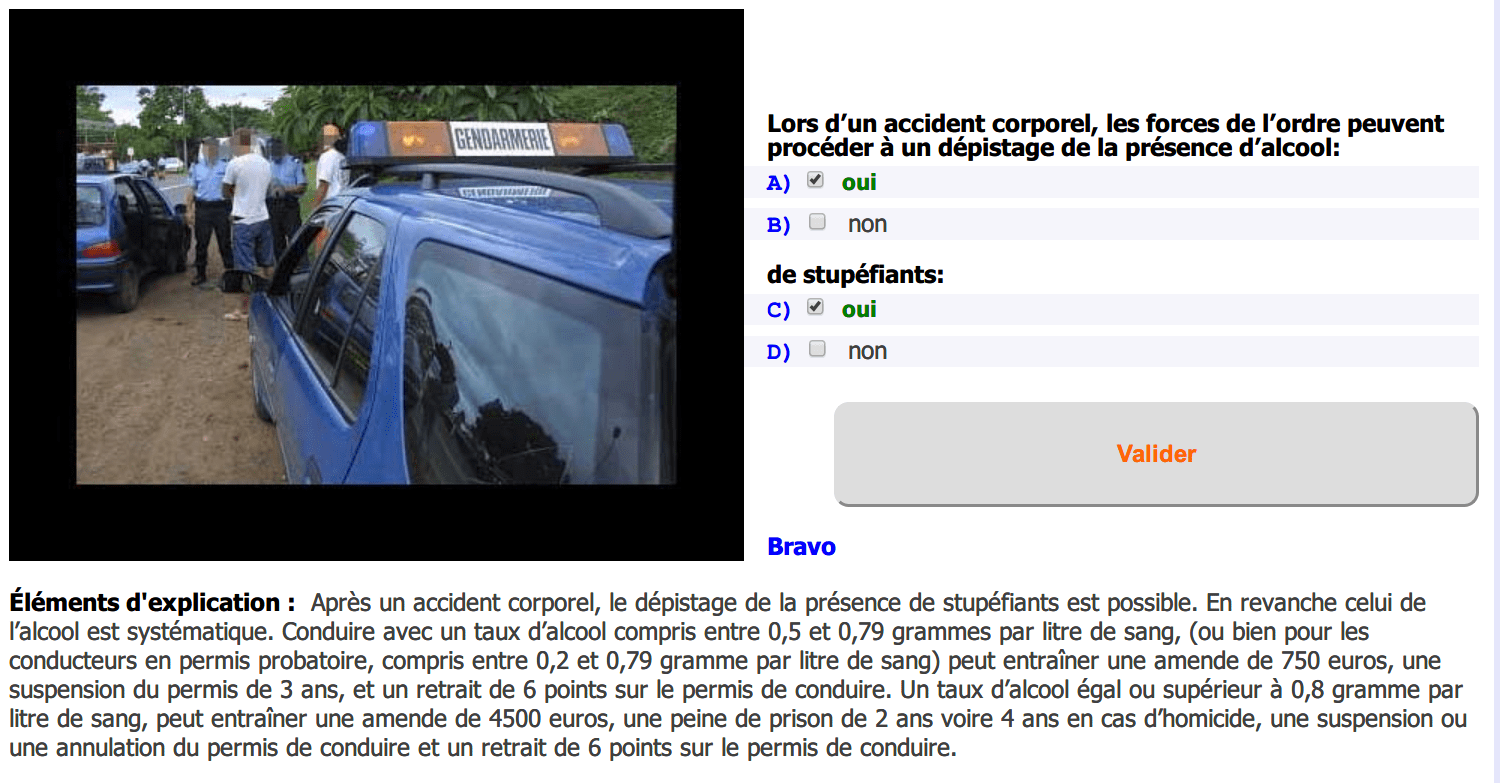 GENDARMERIE
Lors d’un accident corporel, les forces de l’ordre peuvent
procéder à un dépistage de la présence d’alcool:
A) oui
B) non
de stupéfiants:
C) oui
D) non
Valider
Bravo
Éléments d'explication : Après un accident corporel, le dépistage de la présence de stupéfiants est possible. En revanche celui de
l’alcool est systématique. Conduire avec un taux d’alcool compris entre 0,5 et 0,79 grammes par litre de sang, (ou bien pour les
conducteurs en permis probatoire, compris entre 0,2 et 0,79 gramme par litre de sang) peut entraîner une amende de 750 euros, une
suspension du permis de 3 ans, et un retrait de 6 points sur le permis de conduire. Un taux d’alcool égal ou supérieur à 0,8 gramme par
litre de sang, peut entraîner une amende de 4500 euros, une peine de prison de 2 ans voire 4 ans en cas d’homicide, une suspension ou
une annulation du permis de conduire et un retrait de 6 points sur le permis de conduire.